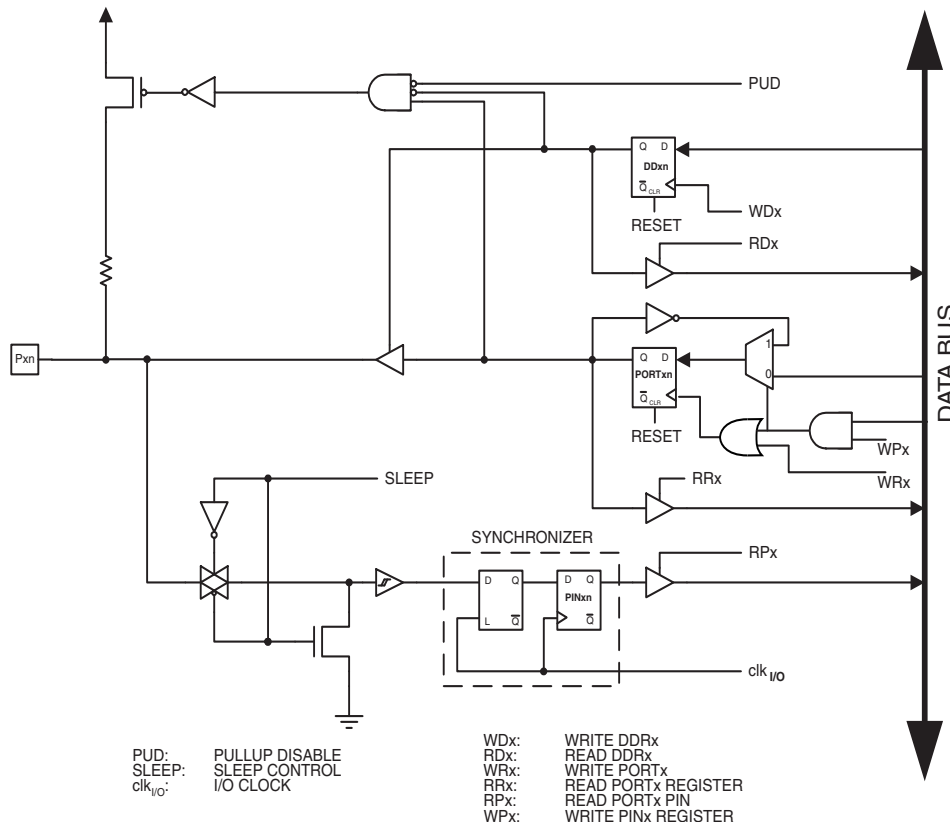 PUD
Q D
DDxn
Q CLR
WDx
RESET
RDx
Pxn
1
Q D
PORTxn
0
Q CLR
RESET
WPx
WRx
RRx
SLEEP
SYNCHRONIZER
RPx
D Q
D Q
PINxn
L Q
Q
clk I/O
DATA BUS
PUD: PULLUP DISABLE
SLEEP: SLEEP CONTROL
clkI/O: I/O CLOCK
WDx: WRITE DDRx
RDx: READ DDRx
WRx: WRITE PORTx
RRx: READ PORTx REGISTER
RPx: READ PORTx PIN
WPx: WRITE PINx REGISTER